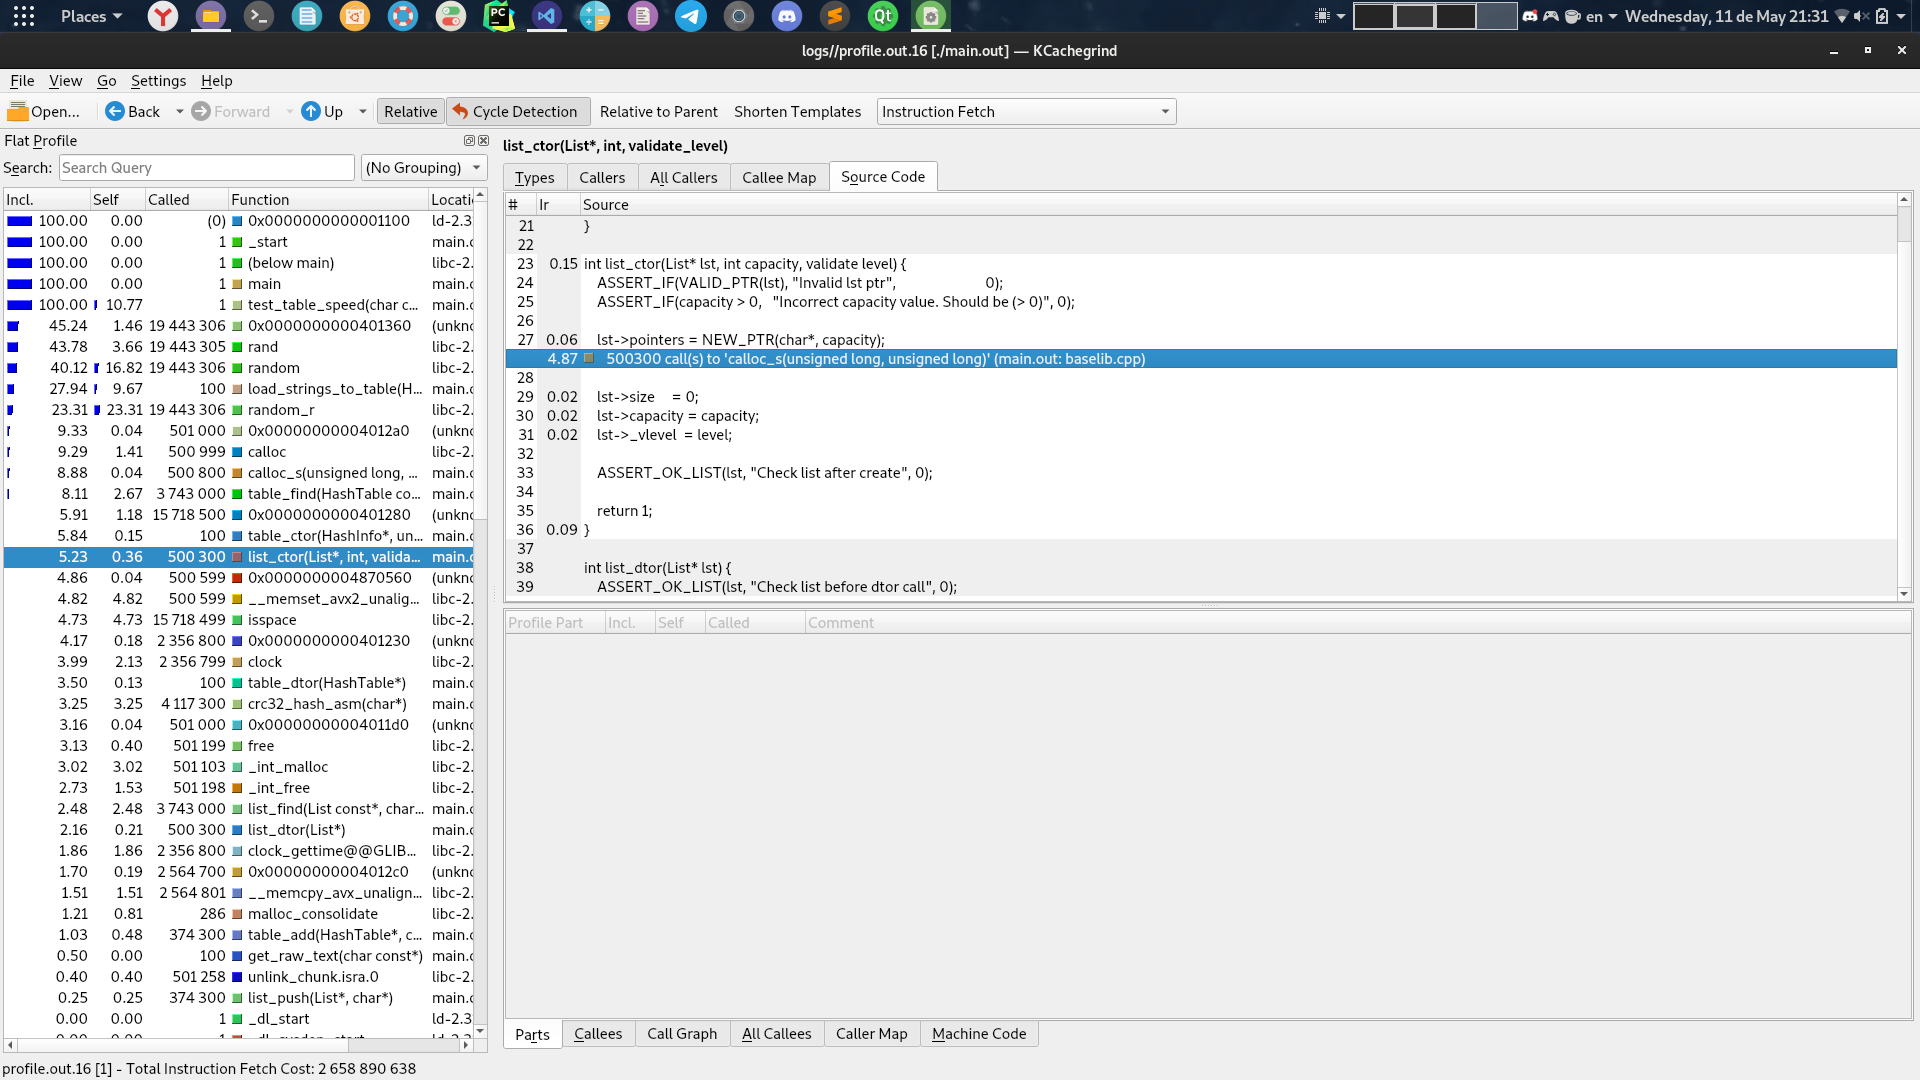 Places
PC
Qt
en
Wednesday, 11 de May 21:31
logs//profile.out.16 [./main.out] — KCachegrind
File View Go Settings Help
Open... Back Forward Up Relative Cycle Detection Relative to Parent Shorten Templates Instruction Fetch
Flat Profile
Search: Search Query (No Grouping)
Incl. Self Called Function Locati
100.00 0.00 (0) 0x0000000000001100 ld-2.3
100.00 0.00 1 _start main.c
100.00 0.00 1 (below main) libc-2.
100.00 0.00 1 main main.c
100.00 10.77 1 test_table_speed(char c... main.c
45.24 1.46 19 443 306 0x0000000000401360 (unkno
43.78 3.66 19 443 305 rand libc-2.
40.12 16.82 19 443 306 random libc-2.
27.94 9.67 100 load_strings_to_table(H... main.c
23.31 23.31 19 443 306 random_r libc-2.
9.33 0.04 501 000 0x00000000004012a0 (unkno
9.29 1.41 500 999 calloc libc-2.
8.88 0.04 500 800 calloc_s(unsigned long, ... main.c
8.11 2.67 3 743 000 table_find(HashTable co... main.c
5.91 1.18 15 718 500 0x0000000000401280 (unkno
5.84 0.15 100 table_ctor(HashInfo*, un... main.c
5.23 0.36 500 300 list_ctor(List*, int, valida... main.c
4.86 0.04 500 599 0x0000000004870560 (unkno
4.82 4.82 500 599 __memset_avx2_unalig... libc-2.
4.73 4.73 15 718 499 isspace libc-2.
4.17 0.18 2 356 800 0x0000000000401230 (unkno
3.99 2.13 2 356 799 clock libc-2.
3.50 0.13 100 table_dtor(HashTable*) main.c
3.25 3.25 4 117 300 crc32_hash_asm(char*) main.c
3.16 0.04 501 000 0x00000000004011d0 (unkno
3.13 0.40 501 199 free libc-2.
3.02 3.02 501 103 _int_malloc libc-2.
2.73 1.53 501 198 _int_free libc-2.
2.48 2.48 3 743 000 list_find(List const*, char... main.c
2.16 0.21 500 300 list_dtor(List*) main.c
1.86 1.86 2 356 800 clock_gettime@@GLIB... libc-2.
1.70 0.19 2 564 700 0x00000000004012c0 (unkno
1.51 1.51 2 564 801 __memcpy_avx_unalign... libc-2.
1.21 0.81 286 malloc_consolidate libc-2.
1.03 0.48 374 300 table_add(HashTable*, c... main.c
0.50 0.00 100 get_raw_text(char const*) main.c
0.40 0.40 501 258 unlink_chunk.isra.0 libc-2.
0.25 0.25 374 300 list_push(List*, char*) main.c
0.00 0.00 1 _dl_start ld-2.3
list_ctor(List*, int, validate_level)
Types Callers All Callers Callee Map Source Code
# Ir Source
21 }
22
23 0.15 int list_ctor(List* lst, int capacity, validate level) {
24 ASSERT_IF(VALID_PTR(lst), "Invalid lst ptr", 0);
25 ASSERT_IF(capacity > 0, "Incorrect capacity value. Should be (> 0)", 0);
26
27 0.06 lst->pointers = NEW_PTR(char*, capacity);
4.87 500300 call(s) to 'calloc_s(unsigned long, unsigned long)' (main.out: baselib.cpp)
28
29 0.02 lst->size = 0;
30 0.02 lst->capacity = capacity;
31 0.02 lst->_vlevel = level;
32
33 ASSERT_OK_LIST(lst, "Check list after create", 0);
34
35 return 1;
36 0.09 }
37
38 int list_dtor(List* lst) {
39 ASSERT_OK_LIST(lst, "Check list before dtor call", 0);
Profile Part Incl. Self Called Comment
Parts Callees Call Graph All Callees Caller Map Machine Code
profile.out.16 [1] - Total Instruction Fetch Cost: 2 658 890 638